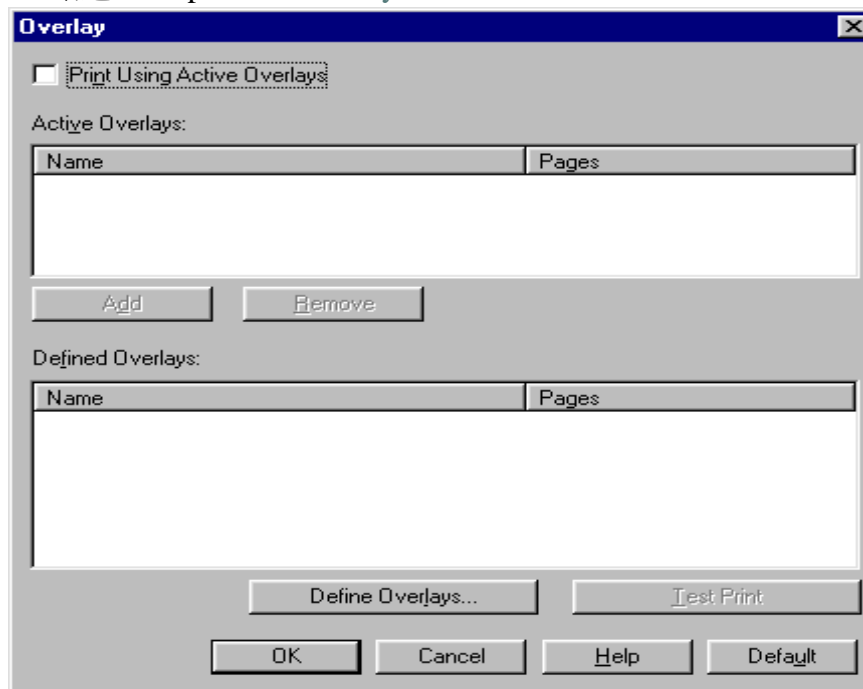 Overlay
Print Using Active Overlays
Active Overlays:
Name Pages
Add Remove
Defined Overlays:
Name Pages
Define Overlays... Test Print
OK Cancel Help Default